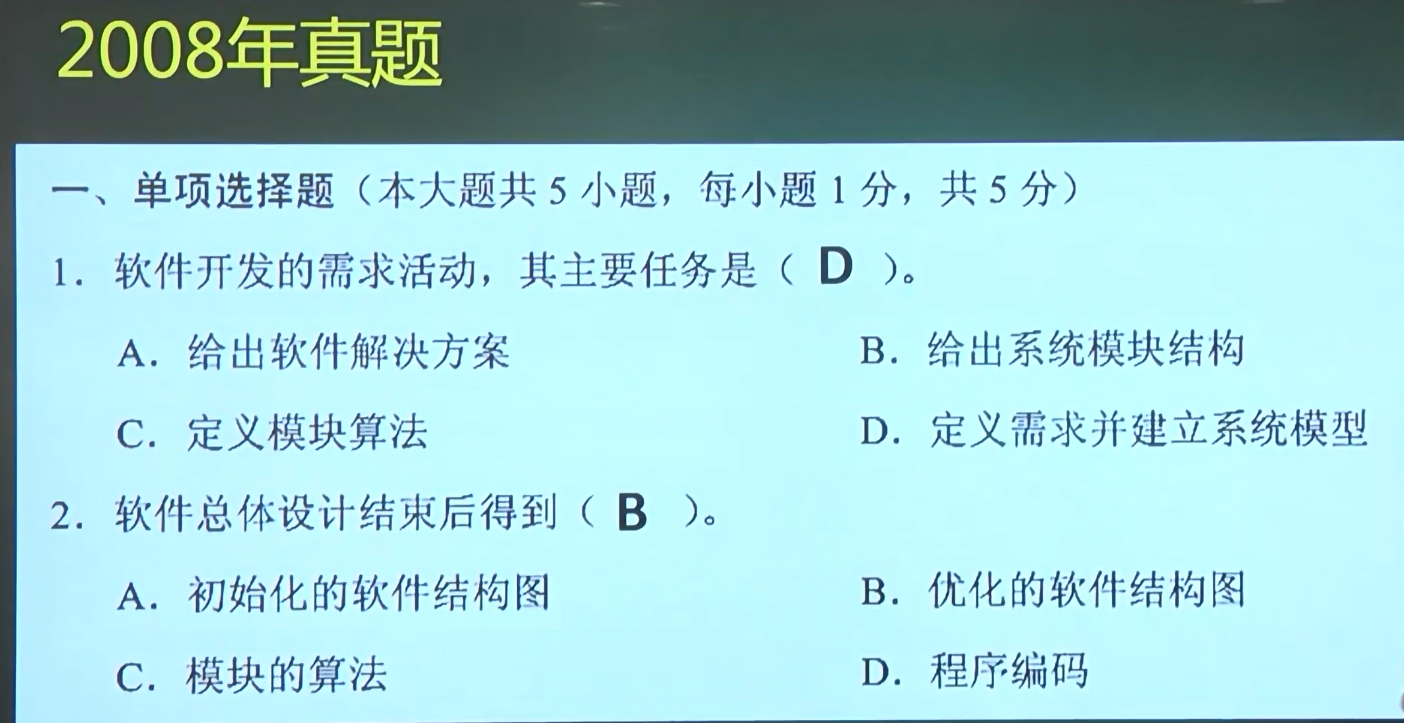 2008年真题
一、单项选择题（本大题共 5 小题，每小题 1 分，共 5 分）
1．软件开发的需求活动，其主要任务是（ D ）。
A．给出软件解决方案 B．给出系统模块结构
C．定义模块算法 D．定义需求并建立系统模型
2．软件总体设计结束后得到（ B ）。
A．初始化的软件结构图 B．优化的软件结构图
C．模块的算法 D．程序编码